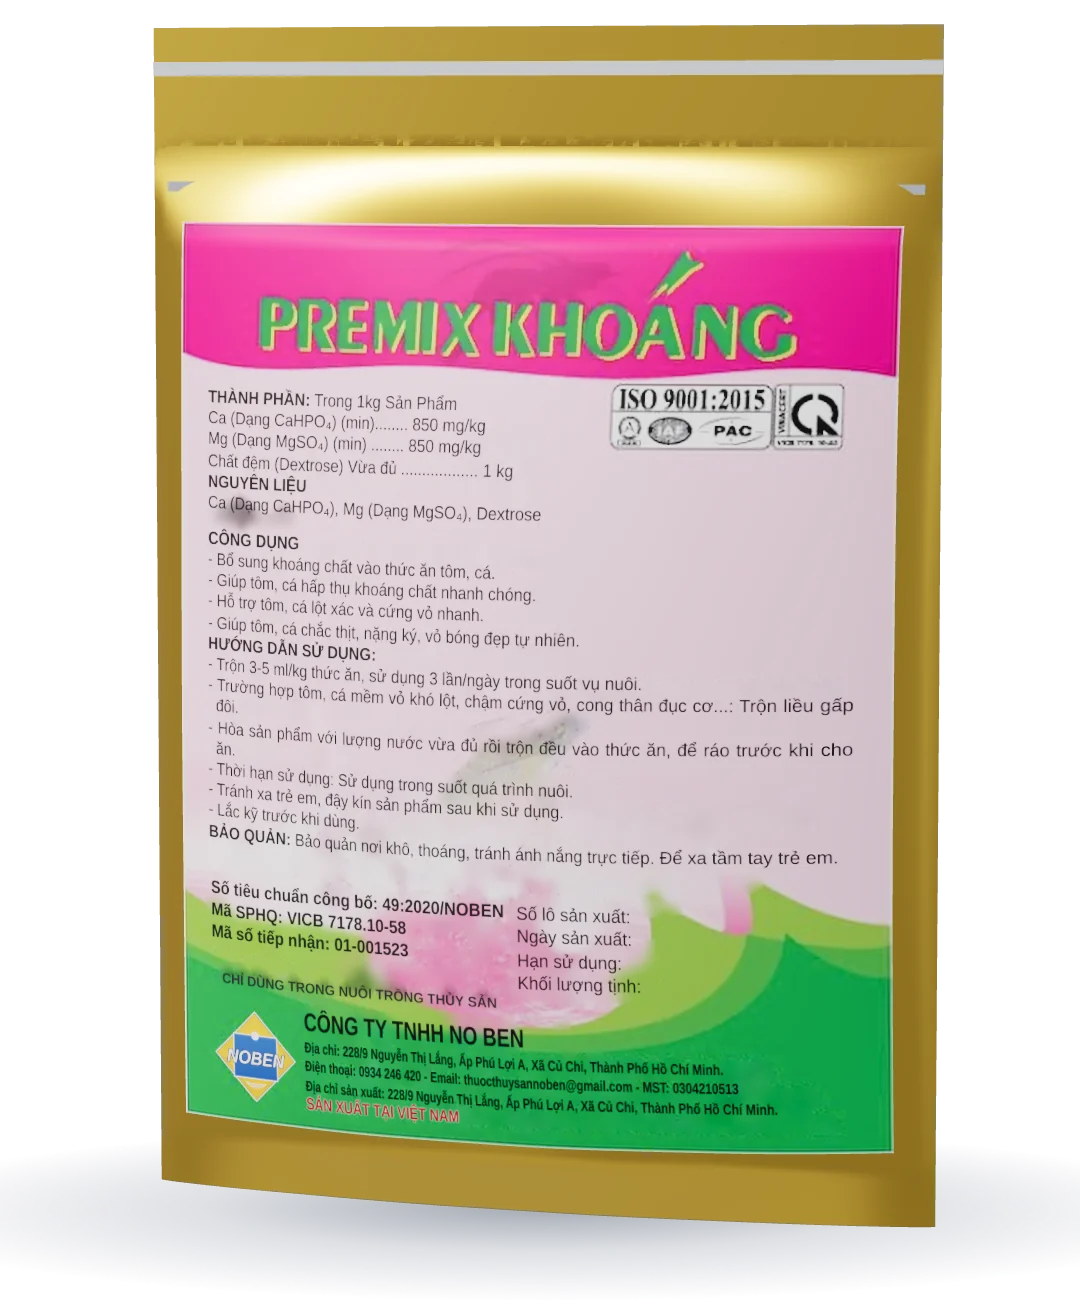 PREMIX KHOÁNG
THÀNH PHẦN: Trong 1kg Sản Phẩm
Ca (Dạng CaHPO₄) (min)........ 850 mg/kg
Mg (Dạng MgSO₄) (min) ........ 850 mg/kg
Chất đệm (Dextrose) Vừa đủ .................. 1 kg
ISO 9001:2015
IAF
PAC
VINACERT
NGUYÊN LIỆU
Ca (Dạng CaHPO₄), Mg (Dạng MgSO₄), Dextrose
CÔNG DỤNG
- Bổ sung khoáng chất vào thức ăn tôm, cá.
- Giúp tôm, cá hấp thụ khoáng chất nhanh chóng.
- Hỗ trợ tôm, cá lột xác và cứng vỏ nhanh.
- Giúp tôm, cá chắc thịt, nặng ký, vỏ bóng đẹp tự nhiên.
HƯỚNG DẪN SỬ DỤNG:
- Trộn 3-5 ml/kg thức ăn, sử dụng 3 lần/ngày trong suốt vụ nuôi.
- Trường hợp tôm, cá mềm vỏ khó lột, chậm cứng vỏ, cong thân đục cơ...: Trộn liều gấp
đôi.
- Hòa sản phẩm với lượng nước vừa đủ rồi trộn đều vào thức ăn, để ráo trước khi cho
ăn.
- Thời hạn sử dụng: Sử dụng trong suốt quá trình nuôi.
- Tránh xa trẻ em, đậy kín sản phẩm sau khi sử dụng.
- Lắc kỹ trước khi dùng.
BẢO QUẢN: Bảo quản nơi khô, thoáng, tránh ánh nắng trực tiếp. Để xa tầm tay trẻ em.
Số tiêu chuẩn công bố: 49:2020/NOBEN
Mã SPHQ: VICB 7178.10-58
Mã số tiếp nhận: 01-001523
Số lô sản xuất:
Ngày sản xuất:
Hạn sử dụng:
Khối lượng tịnh:
CHỈ DÙNG TRONG NUÔI TRỒNG THỦY SẢN
NOBEN
CÔNG TY TNHH NO BEN
Địa chỉ: 228/9 Nguyễn Thị Lắng, Ấp Phú Lợi A, Xã Củ Chi, Thành Phố Hồ Chí Minh.
Điện thoại: 0934 246 420 - Email: thuocthuysannoben@gmail.com - MST: 0304210513
Địa chỉ sản xuất: 228/9 Nguyễn Thị Lắng, Ấp Phú Lợi A, Xã Củ Chi, Thành Phố Hồ Chí Minh.
SẢN XUẤT TẠI VIỆT NAM